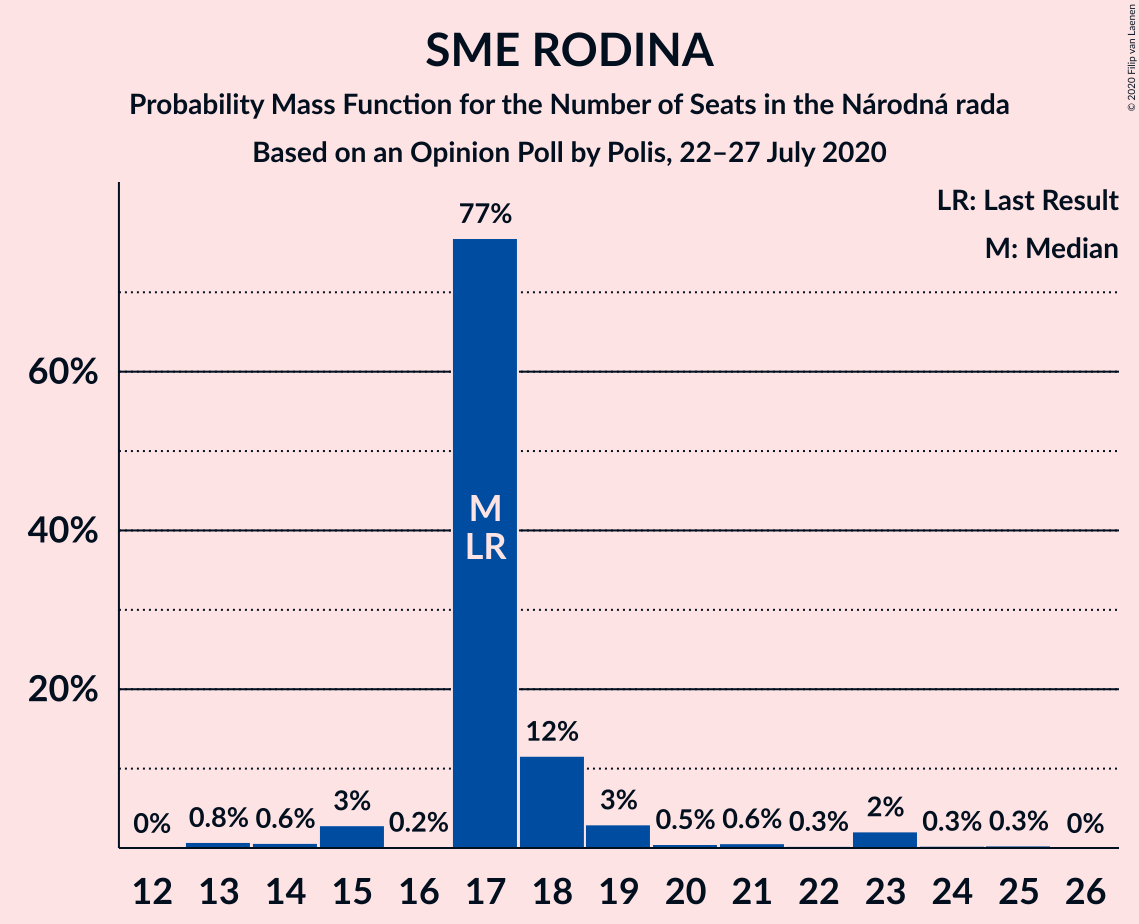 SME RODINA
Probability Mass Function for the Number of Seats in the Národná rada
Based on an Opinion Poll by Polis, 22–27 July 2020
© 2020 Filip van Laenen
LR: Last Result
M: Median
60%
40%
20%
0%
0.8%
0.6%
3%
0.2%
77%
M
LR
12%
3%
0.5%
0.6%
0.3%
2%
0.3%
0.3%
0%
12 13 14 15 16 17 18 19 20 21 22 23 24 25 26